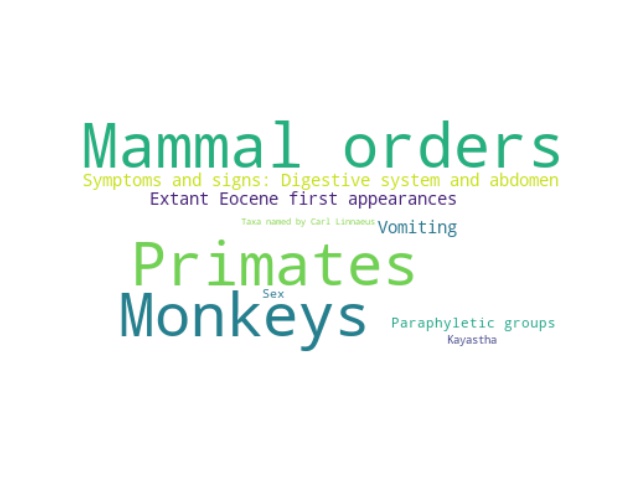 Mammal orders
Symptoms and signs: Digestive system and abdomen
Extant Eocene first appearances
Taxa named by Carl Linnaeus
Vomiting
Primates
Sex
Monkeys
Paraphyletic groups
Kayastha